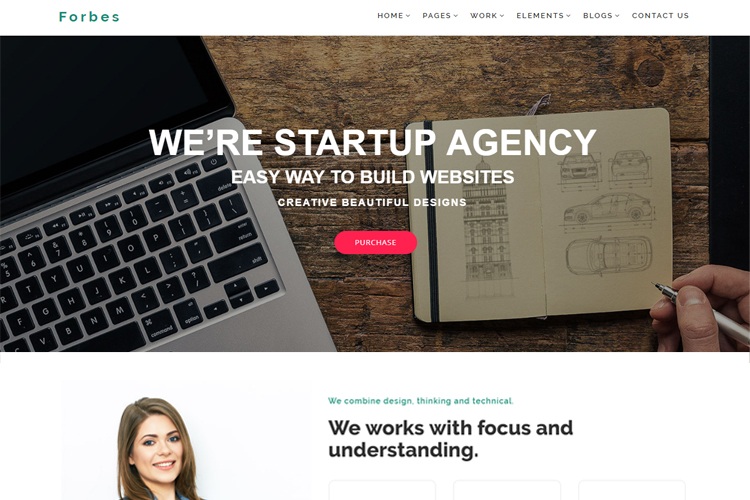 Forbes
HOME PAGES WORK ELEMENTS BLOGS CONTACT US
WE'RE STARTUP AGENCY
EASY WAY TO BUILD WEBSITES
CREATIVE BEAUTIFUL DESIGNS
PURCHASE
We combine design, thinking and technical.
We works with focus and
understanding.